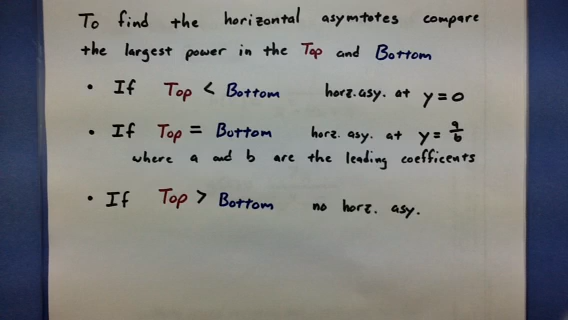 To find the horizontal asymtotes compare
the largest power in the Top and Bottom
• If Top < Bottom horz. asy. at y = 0
• If Top = Bottom horz. asy. at y = a/b
where a and b are the leading coefficents
• If Top > Bottom no horz. asy.